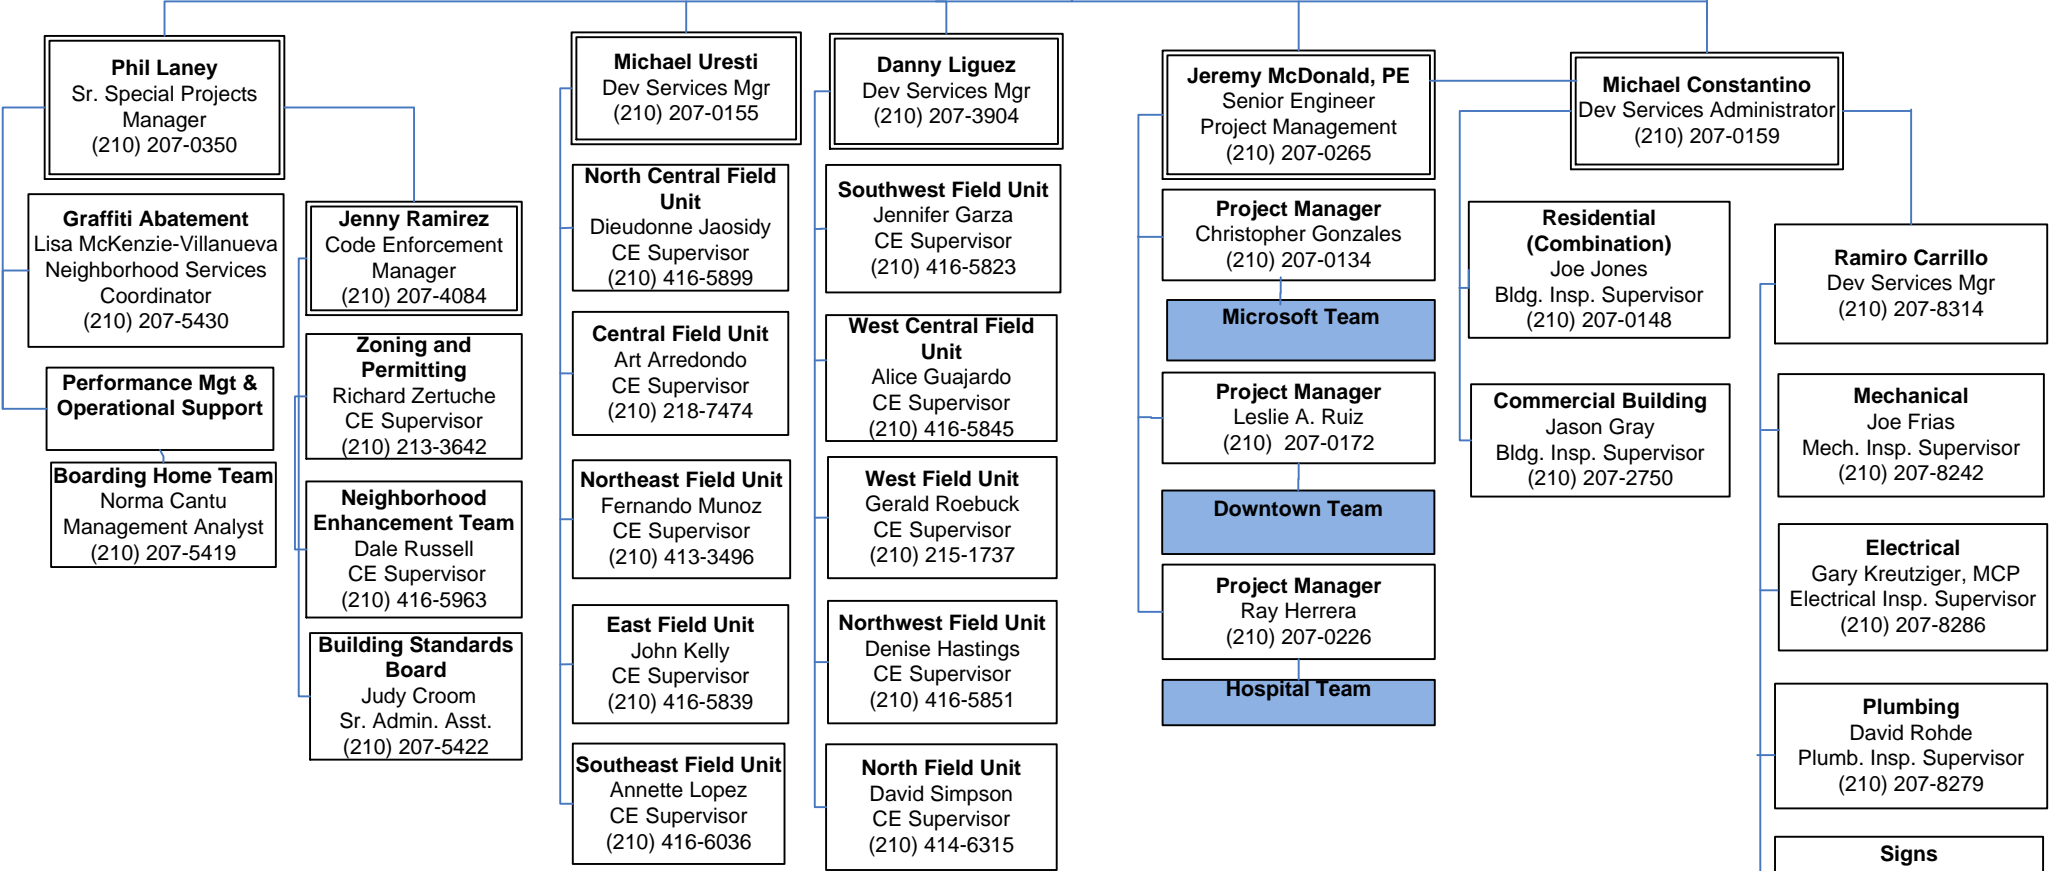 Phil Laney
Sr. Special Projects
Manager
(210) 207-0350
Graffiti Abatement
Lisa McKenzie-Villanueva
Neighborhood Services
Coordinator
(210) 207-5430
Performance Mgt &
Operational Support
Boarding Home Team
Norma Cantu
Management Analyst
(210) 207-5419
Jenny Ramirez
Code Enforcement
Manager
(210) 207-4084
Zoning and
Permitting
Richard Zertuche
CE Supervisor
(210) 213-3642
Neighborhood
Enhancement Team
Dale Russell
CE Supervisor
(210) 416-5963
Building Standards
Board
Judy Croom
Sr. Admin. Asst.
(210) 207-5422
Michael Uresti
Dev Services Mgr
(210) 207-0155
North Central Field
Unit
Dieudonne Jaosidy
CE Supervisor
(210) 416-5899
Central Field Unit
Art Arredondo
CE Supervisor
(210) 218-7474
Northeast Field Unit
Fernando Munoz
CE Supervisor
(210) 413-3496
East Field Unit
John Kelly
CE Supervisor
(210) 416-5839
Southeast Field Unit
Annette Lopez
CE Supervisor
(210) 416-6036
Danny Liguez
Dev Services Mgr
(210) 207-3904
Southwest Field Unit
Jennifer Garza
CE Supervisor
(210) 416-5823
West Central Field
Unit
Alice Guajardo
CE Supervisor
(210) 416-5845
West Field Unit
Gerald Roebuck
CE Supervisor
(210) 215-1737
Northwest Field Unit
Denise Hastings
CE Supervisor
(210) 416-5851
North Field Unit
David Simpson
CE Supervisor
(210) 414-6315
Jeremy McDonald, PE
Senior Engineer
Project Management
(210) 207-0265
Project Manager
Christopher Gonzales
(210) 207-0134
Microsoft Team
Project Manager
Leslie A. Ruiz
(210) 207-0172
Downtown Team
Project Manager
Ray Herrera
(210) 207-0226
Hospital Team
Michael Constantino
Dev Services Administrator
(210) 207-0159
Residential
(Combination)
Joe Jones
Bldg. Insp. Supervisor
(210) 207-0148
Commercial Building
Jason Gray
Bldg. Insp. Supervisor
(210) 207-2750
Ramiro Carrillo
Dev Services Mgr
(210) 207-8314
Mechanical
Joe Frias
Mech. Insp. Supervisor
(210) 207-8242
Electrical
Gary Kreutziger, MCP
Electrical Insp. Supervisor
(210) 207-8286
Plumbing
David Rohde
Plumb. Insp. Supervisor
(210) 207-8279
Signs